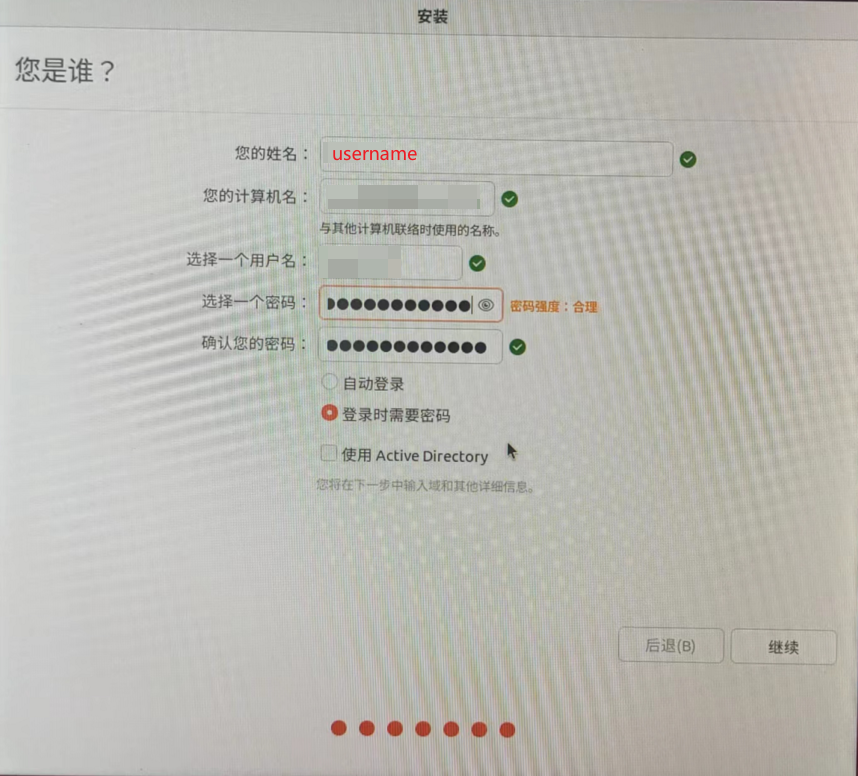 安装
您是谁？
您的姓名： username
您的计算机名：
与其他计算机联络时使用的名称。
选择一个用户名：
选择一个密码： 密码强度：合理
确认您的密码：
自动登录
登录时需要密码
使用 Active Directory
您将在下一步中输入域和其他详细信息。
后退(B) 继续